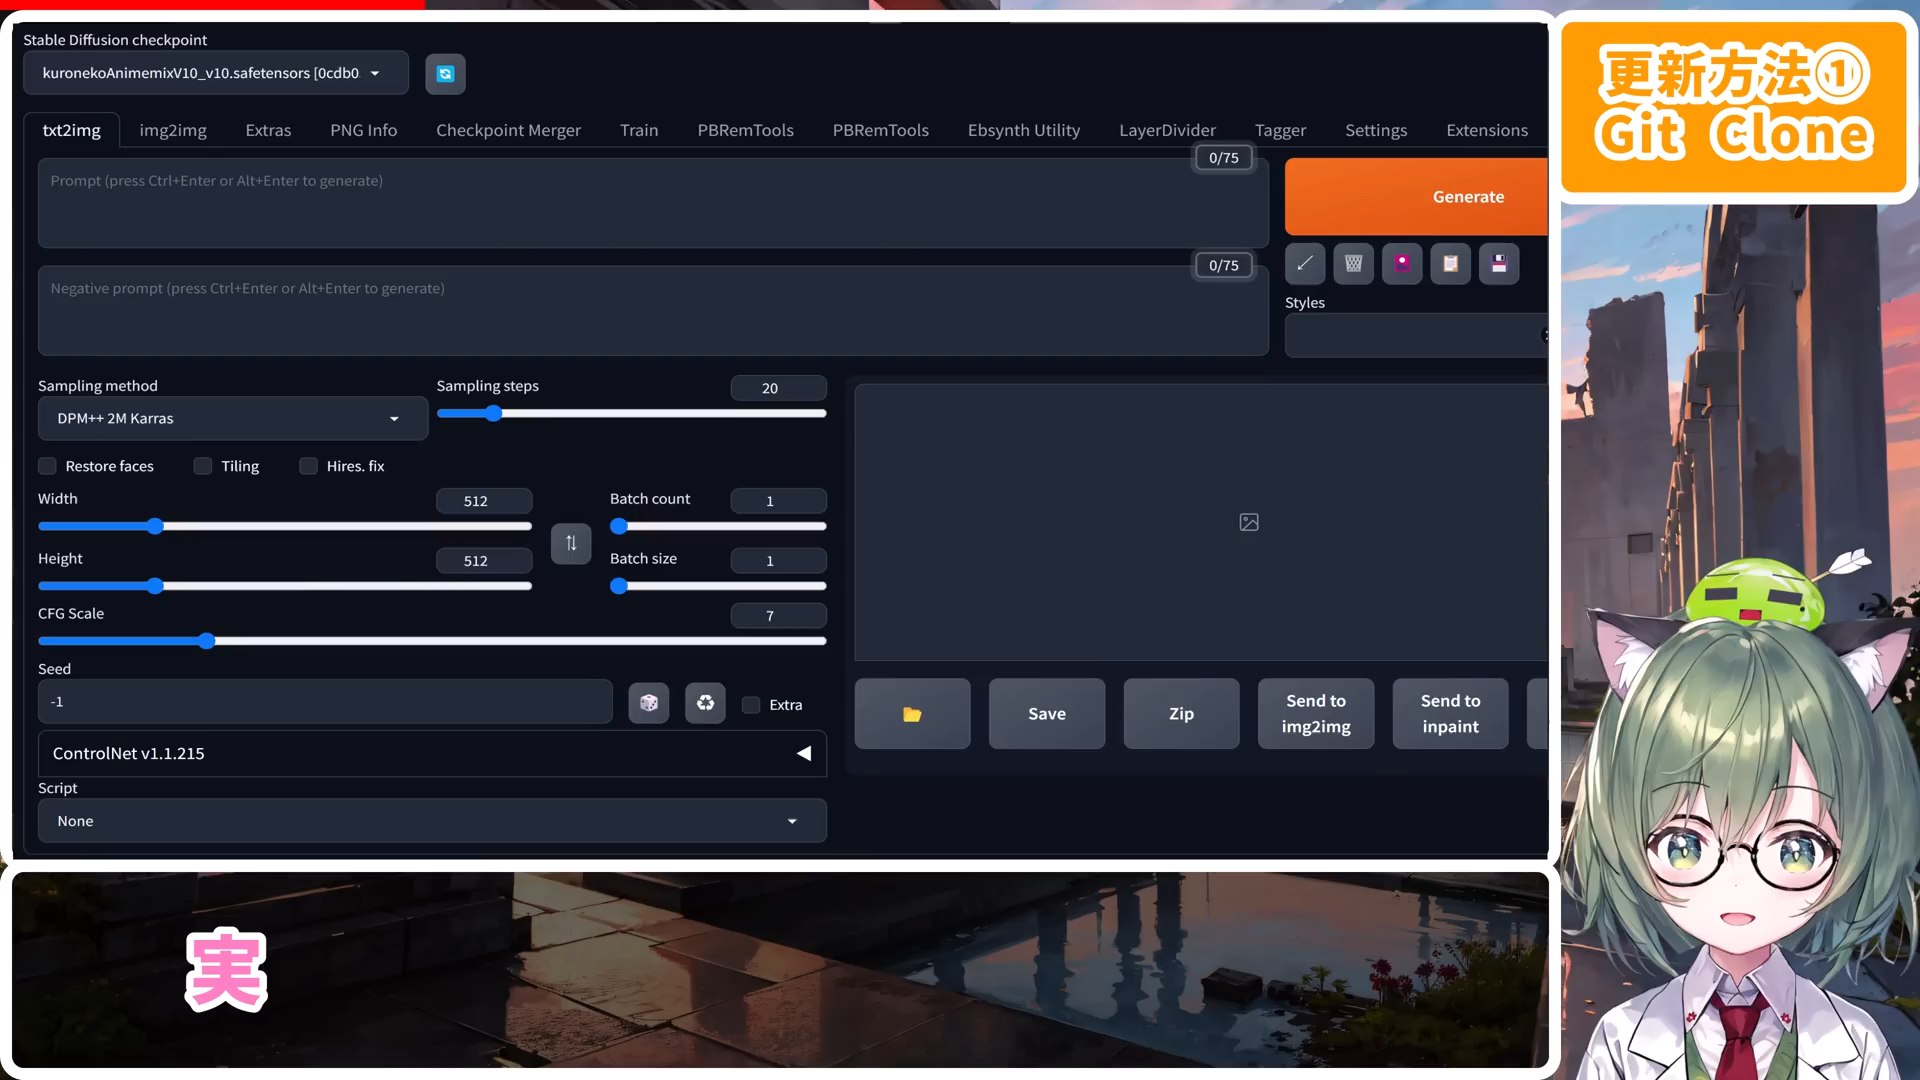 Stable Diffusion checkpoint
kuronekoAnimemixV10_v10.safetensors [0cdb0
txt2img img2img Extras PNG Info Checkpoint Merger Train PBRemTools PBRemTools Ebsynth Utility LayerDivider Tagger Settings Extensions
0/75
Prompt (press Ctrl+Enter or Alt+Enter to generate)
Generate
0/75
Negative prompt (press Ctrl+Enter or Alt+Enter to generate)
Styles
Sampling method
DPM++ 2M Karras
Sampling steps
20
Restore faces
Tiling
Hires. fix
Width
512
Batch count
1
Height
512
Batch size
1
CFG Scale
7
Seed
-1
Extra
ControlNet v1.1.215
Script
None
Save
Zip
Send to
img2img
Send to
inpaint
更新方法①
Git Clone
実